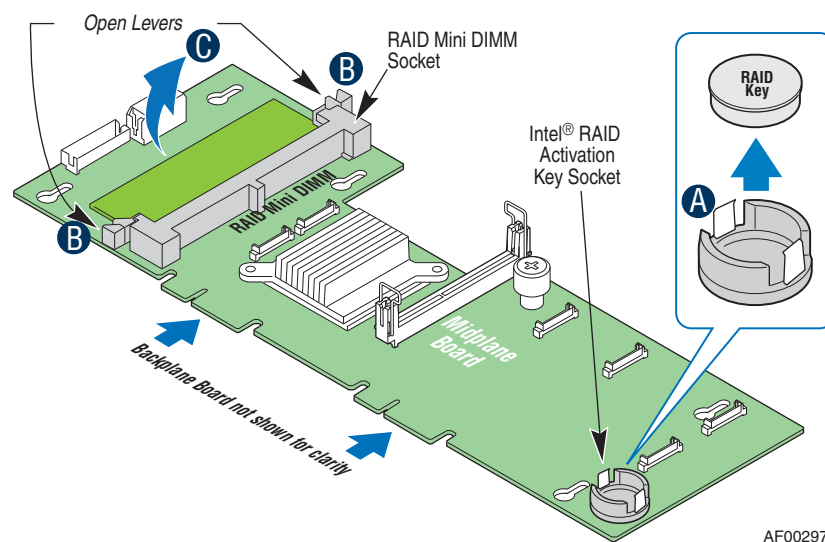 Open Levers
C
B
RAID Mini DIMM
Socket
RAID
Key
Intel® RAID
Activation
Key Socket
A
B
RAID Mini DIMM
Midplane
Board
Backplane Board not shown for clarity
AF00297